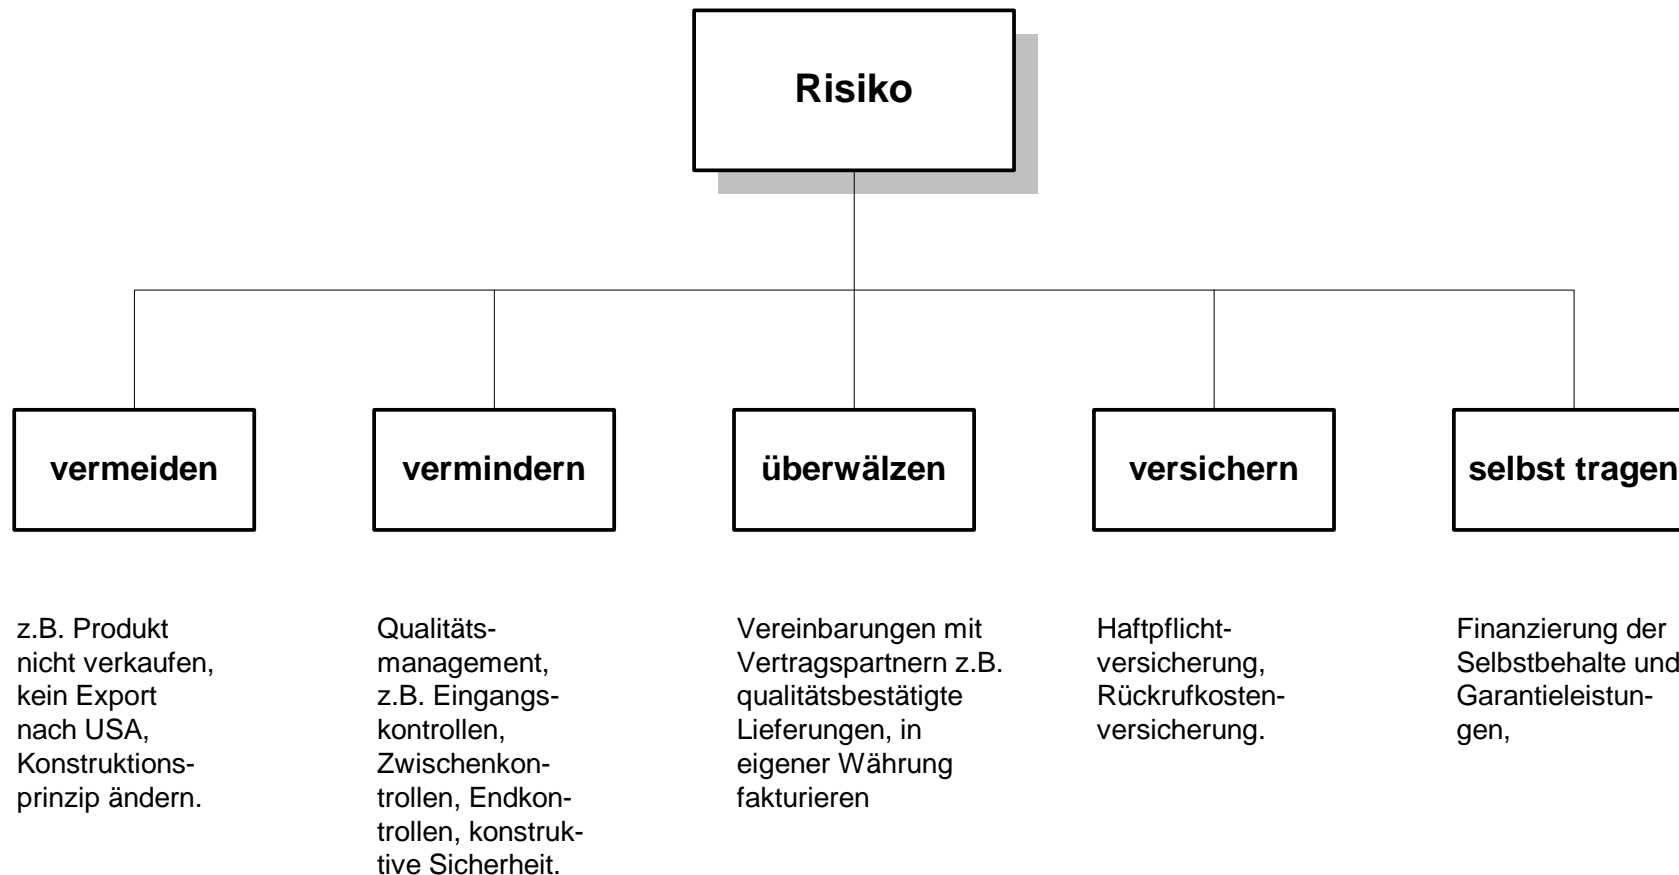 Risiko
vermeiden
vermindern
überwälzen
versichern
selbst tragen
z.B. Produkt
nicht verkaufen,
kein Export
nach USA,
Konstruktions-
prinzip ändern.
Qualitäts-
management,
z.B. Eingangs-
kontrollen,
Zwischenkon-
trollen, Endkon-
trollen, konstruk-
tive Sicherheit.
Vereinbarungen mit
Vertragspartnern z.B.
qualitätsbestätigte
Lieferungen, in
eigener Währung
fakturieren
Haftpflicht-
versicherung,
Rückrufkosten-
versicherung.
Finanzierung der
Selbstbehalte und
Garantieleistun-
gen,